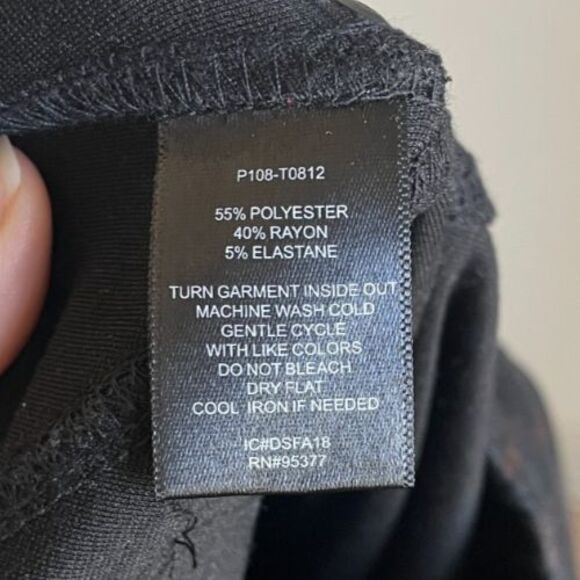 P108-T0812
55% POLYESTER
40% RAYON
5% ELASTANE
TURN GARMENT INSIDE OUT
MACHINE WASH COLD
GENTLE CYCLE
WITH LIKE COLORS
DO NOT BLEACH
DRY FLAT
COOL IRON IF NEEDED
IC#DSFA18
RN#95377